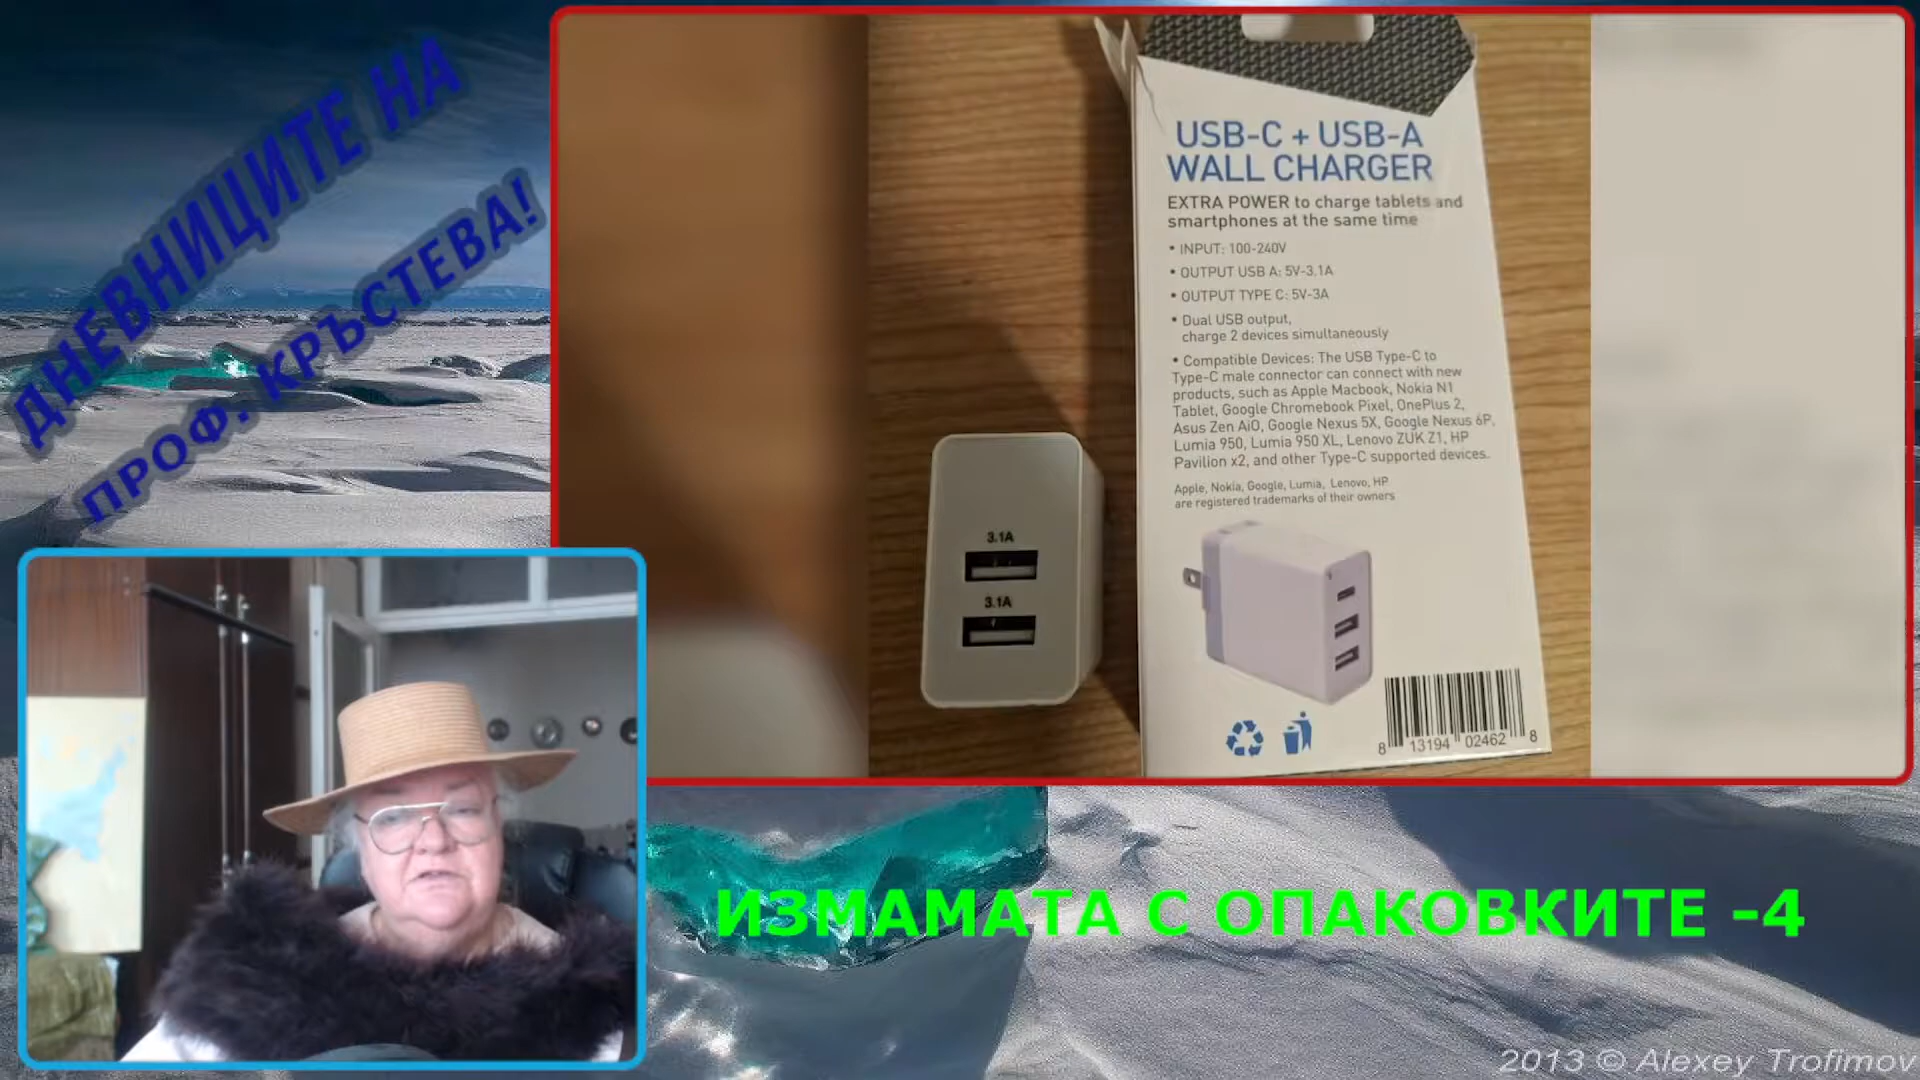 ДНЕВНИЦИТЕ НА
ПРОФ. КРЪСТЕВА!
USB-C + USB-A
WALL CHARGER
EXTRA POWER to charge tablets and
smartphones at the same time
• INPUT: 100-240V
• OUTPUT USB A: 5V-3.1A
• OUTPUT TYPE C: 5V-3A
• Dual USB output,
charge 2 devices simultaneously
• Compatible Devices: The USB Type-C to
Type-C male connector can connect with new
products, such as Apple Macbook, Nokia N1
Tablet, Google Chromebook Pixel, OnePlus 2,
Asus Zen AiO, Google Nexus 5X, Google Nexus 6P,
Lumia 950, Lumia 950 XL, Lenovo ZUK Z1, HP
Pavilion x2, and other Type-C supported devices.
Apple, Nokia, Google, Lumia, Lenovo, HP
are registered trademarks of their owners
3.1A
3.1A
8 13194 02462 8
ИЗМАМАТА С ОПАКОВКИТЕ -4
2013 © Alexey Trofimov